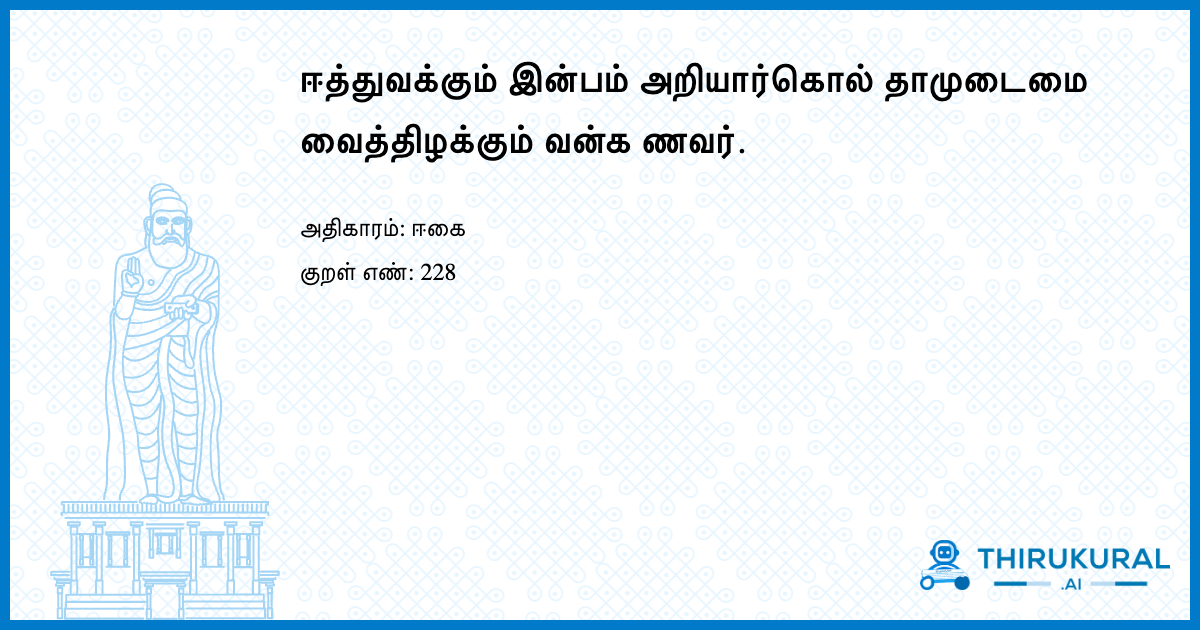 ஈத்துவக்கும் இன்பம் அறியார்கொல் தாமுடைமை
வைத்திழக்கும் வன்க ணவர்.
அதிகாரம்: ஈகை
குறள் எண்: 228
THIRUKURAL
.AI